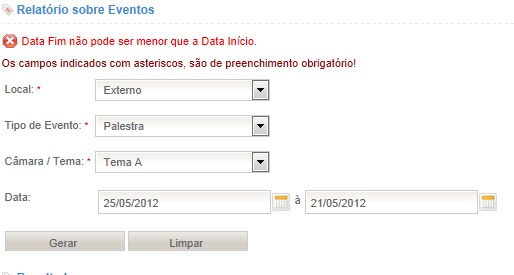 Relatório sobre Eventos
Data Fim não pode ser menor que a Data Início.
Os campos indicados com asteriscos, são de preenchimento obrigatório!
Local: * Externo
Tipo de Evento: * Palestra
Câmara / Tema: * Tema A
Data: 25/05/2012 à 21/05/2012
Gerar Limpar